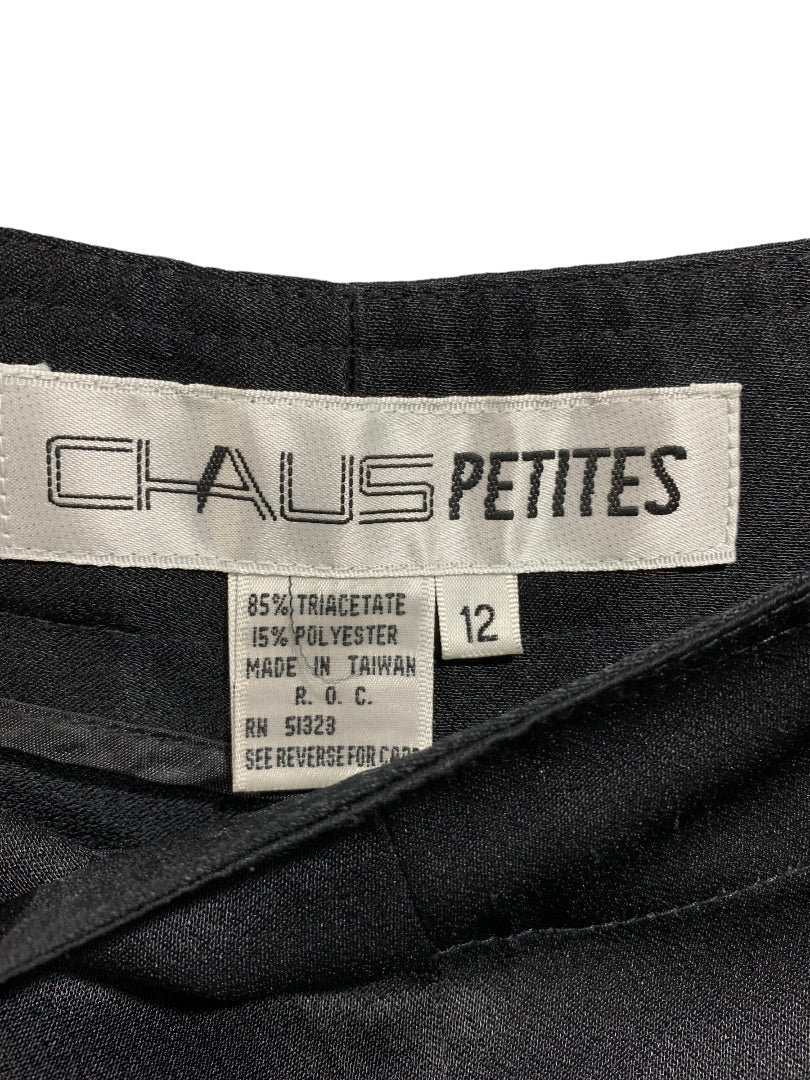 CHAUS PETITES
85% TRIACETATE
15% POLYESTER
MADE IN TAIWAN
R. O. C.
RN 51323
SEE REVERSE FOR
12